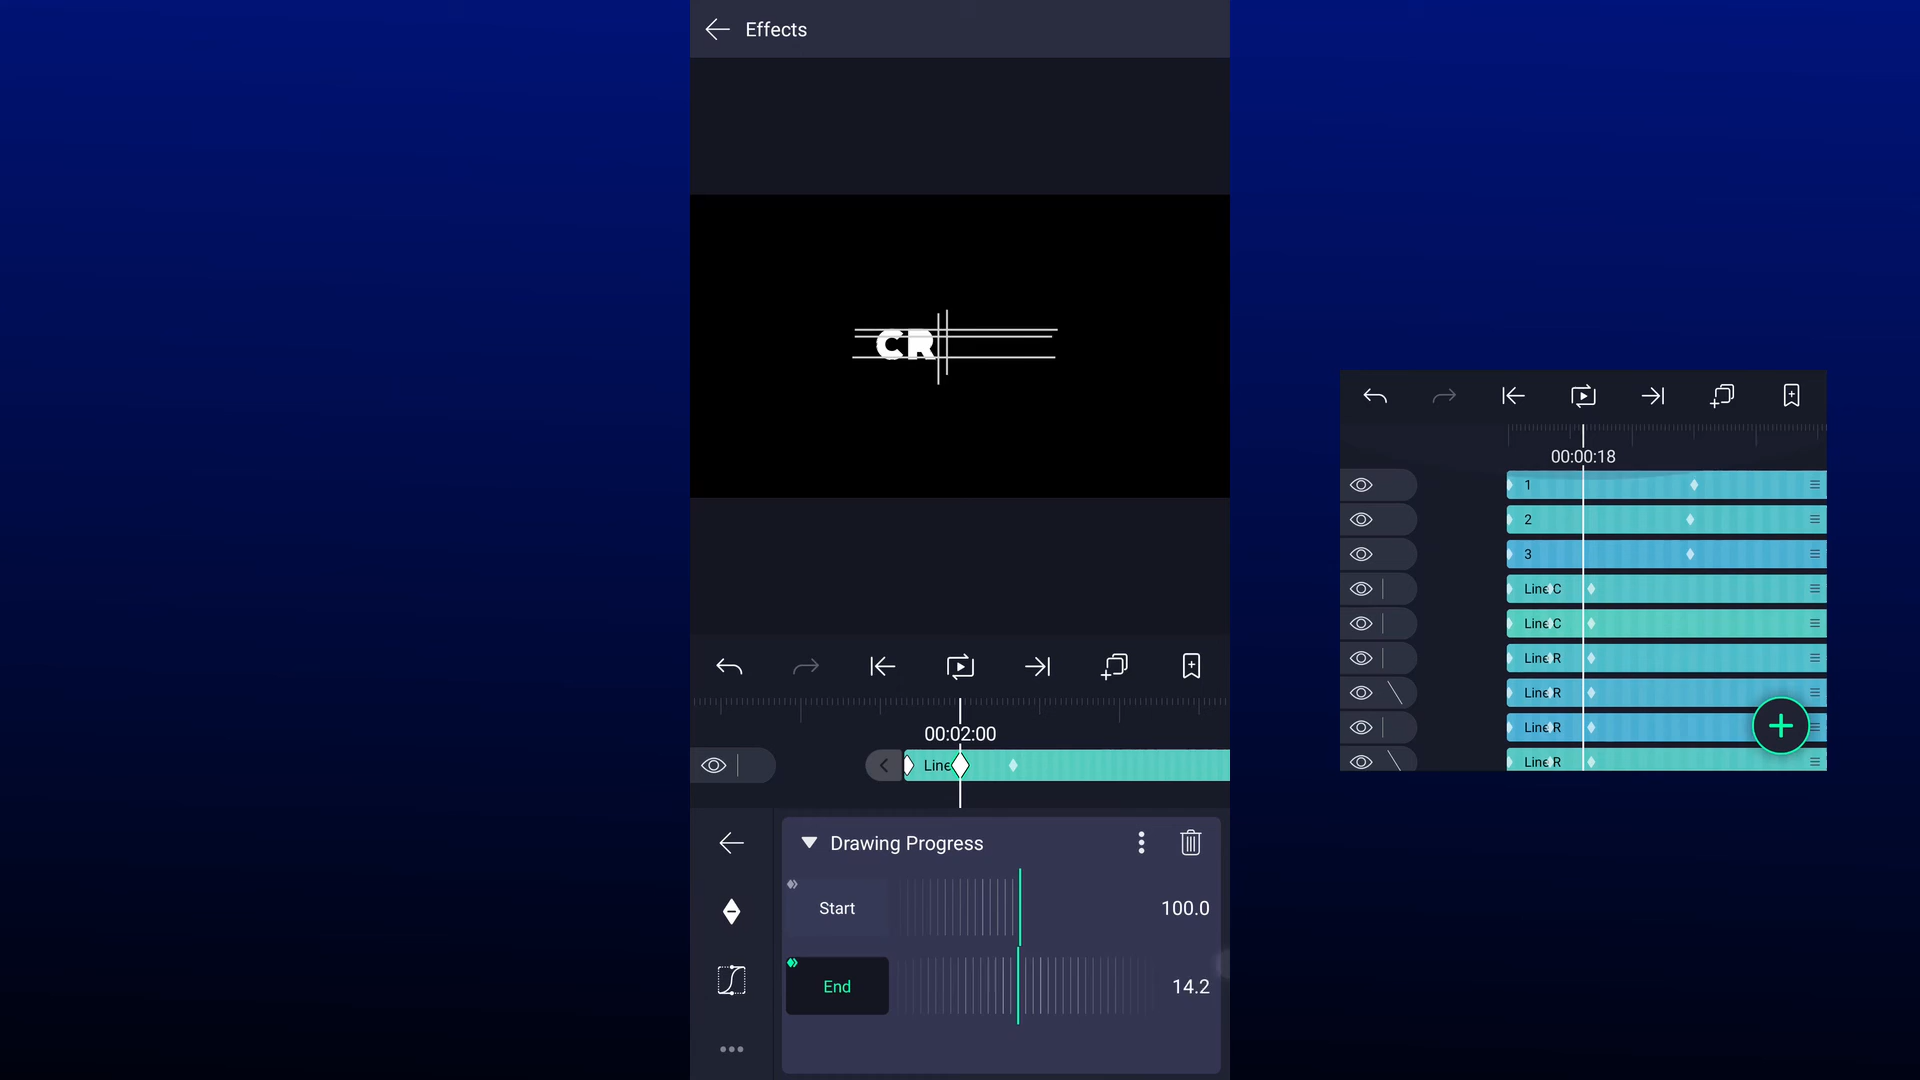 Effects
CR
00:02:00
Line
Drawing Progress
Start
100.0
End
14.2
00:00:18
1
2
3
Line C
Line C
Line R
Line R
Line R
Line R